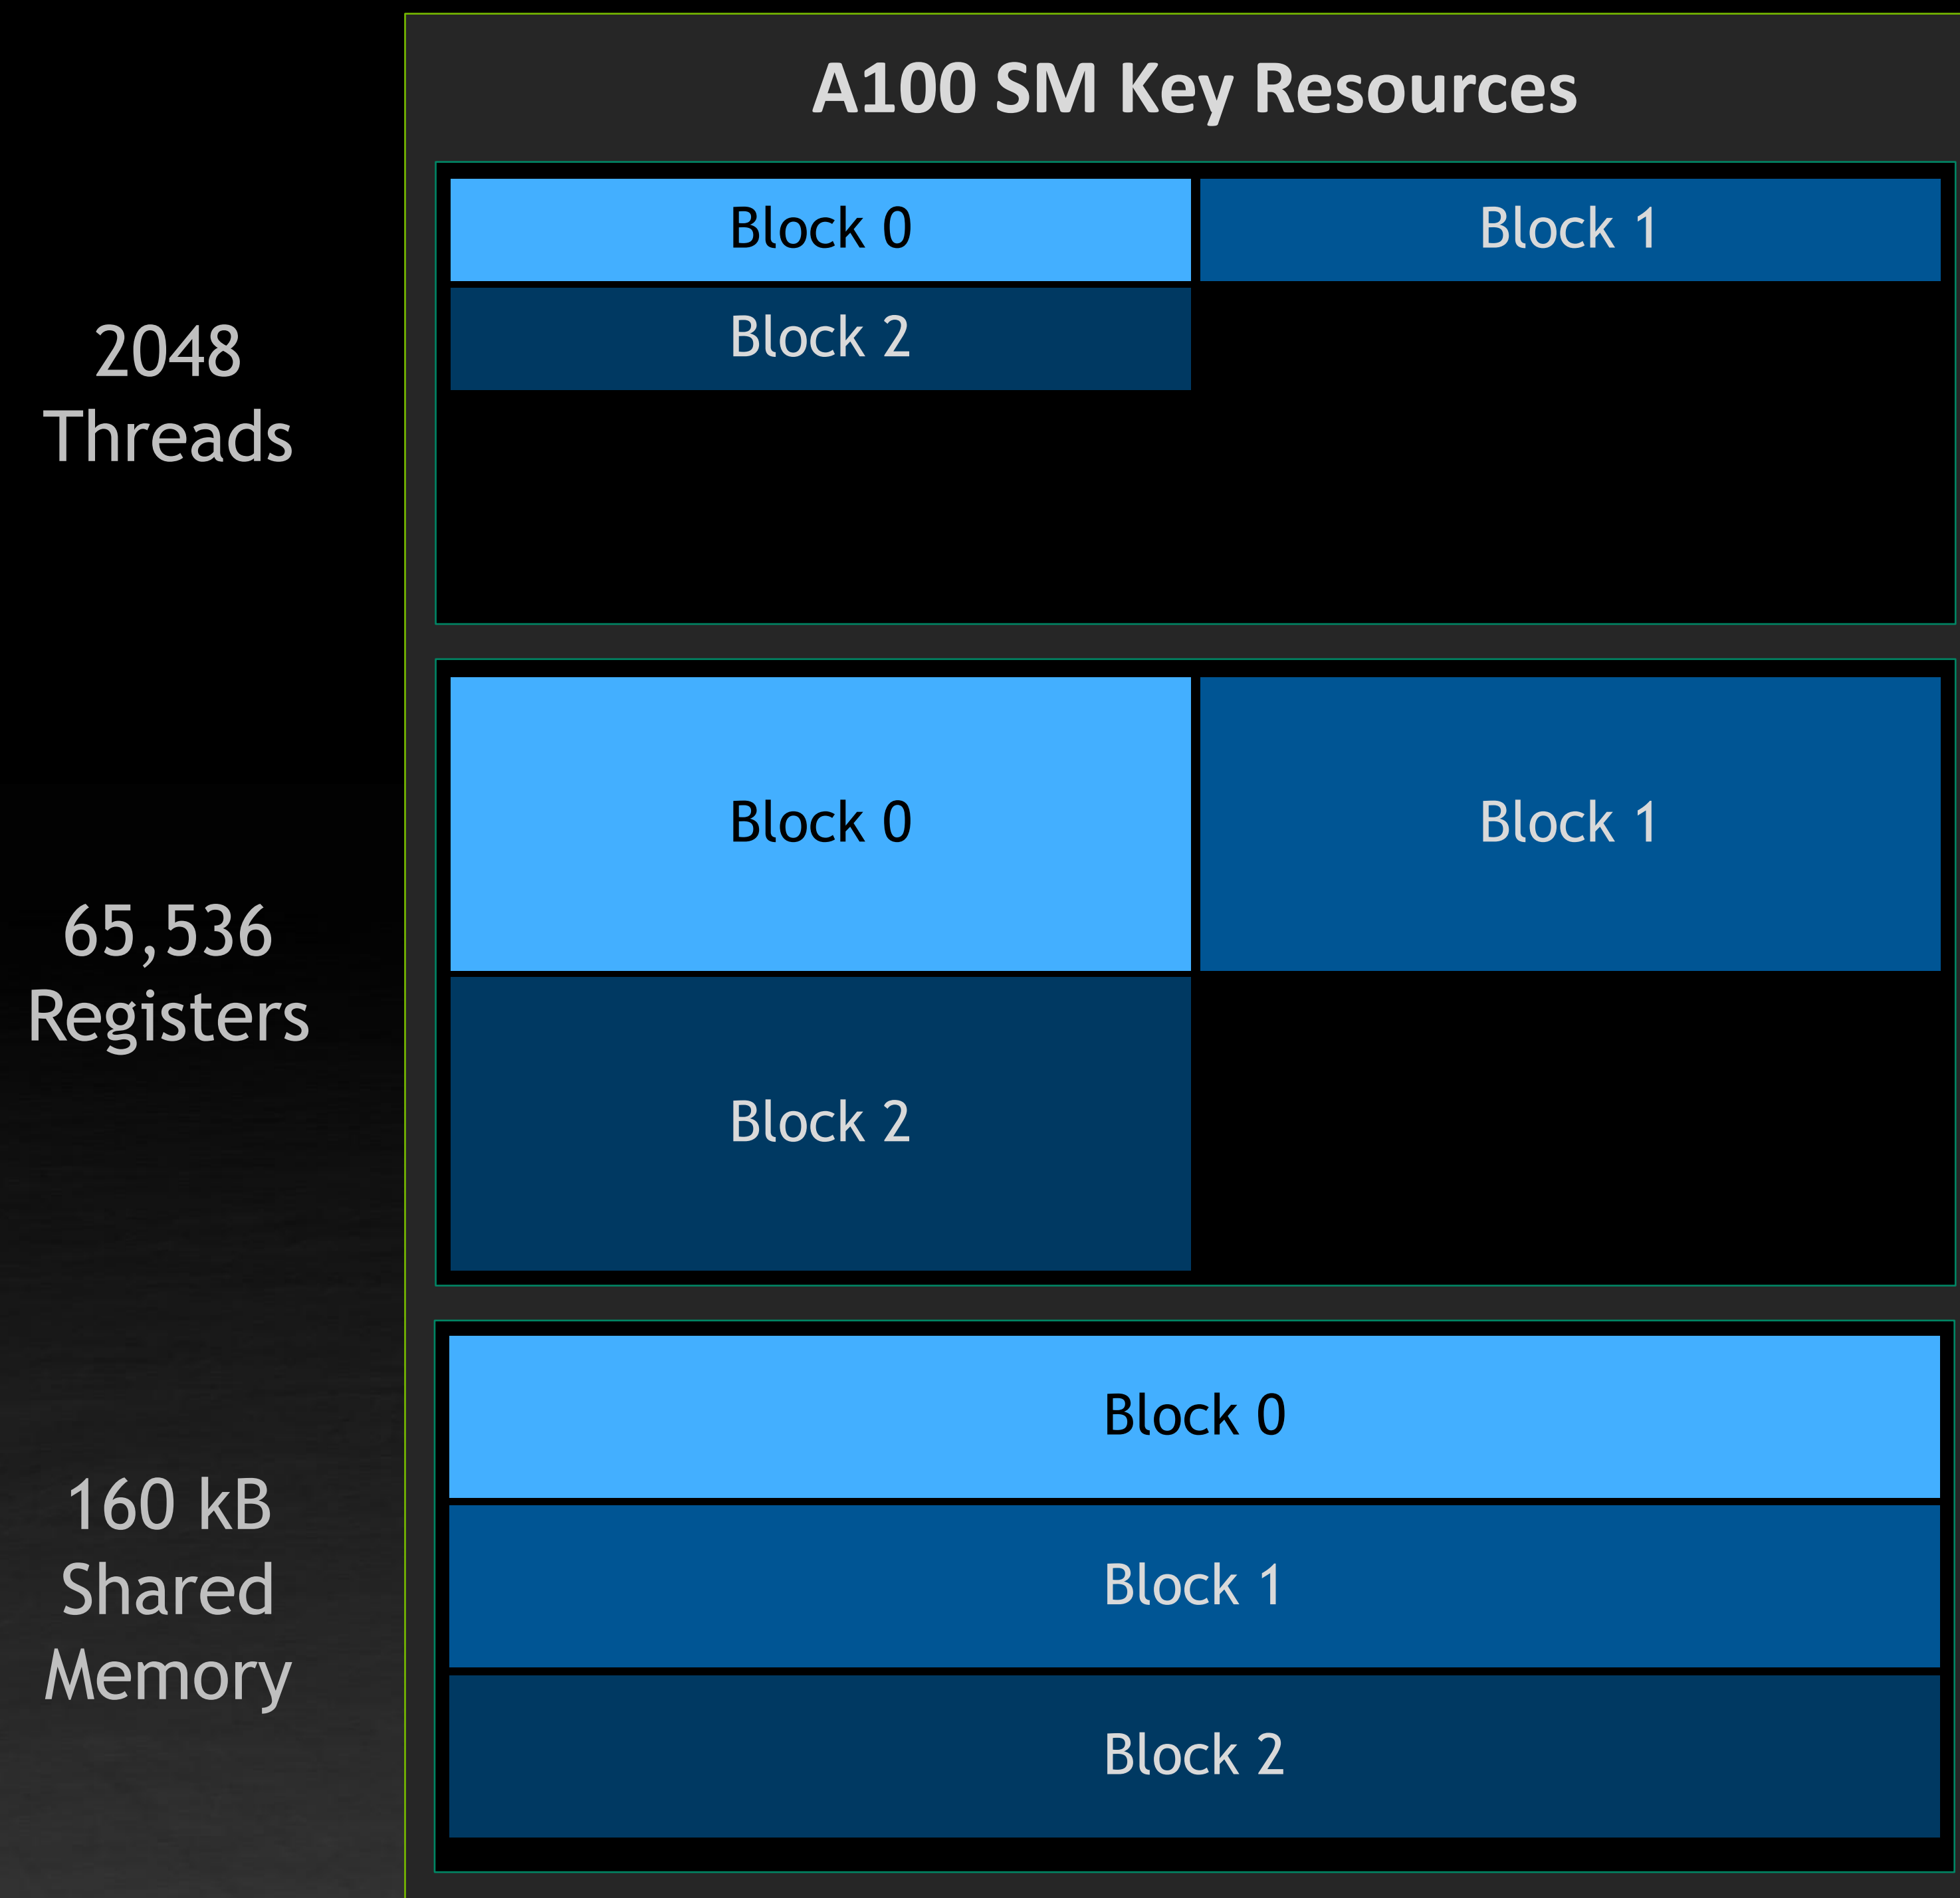 A100 SM Key Resources
2048
Threads
Block 0
Block 1
Block 2
65,536
Registers
Block 0
Block 1
Block 2
160 kB
Shared
Memory
Block 0
Block 1
Block 2